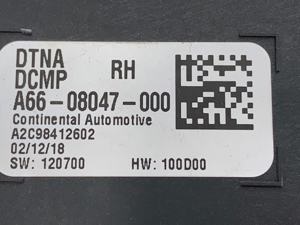 DTNA
DCMP RH
A66-08047-000
Continental Automotive
A2C98412602
02/12/18
SW: 120700 HW: 100D00